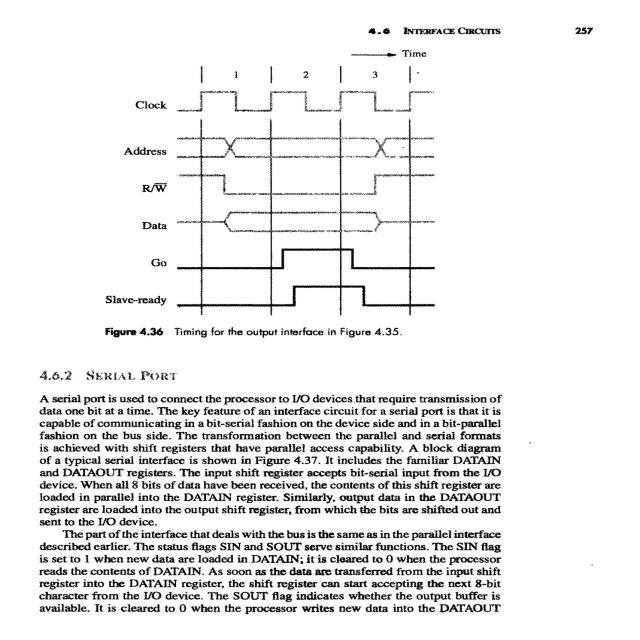 4.6 INTERFACE CIRCUITS 257
Time
1 2 3
Clock
Address
R/W̅
Data
Go
Slave-ready
Figure 4.36 Timing for the output interface in Figure 4.35.
4.6.2 SERIAL PORT
A serial port is used to connect the processor to I/O devices that require transmission of
data one bit at a time. The key feature of an interface circuit for a serial port is that it is
capable of communicating in a bit-serial fashion on the device side and in a bit-parallel
fashion on the bus side. The transformation between the parallel and serial formats
is achieved with shift registers that have parallel access capability. A block diagram
of a typical serial interface is shown in Figure 4.37. It includes the familiar DATAIN
and DATAOUT registers. The input shift register accepts bit-serial input from the I/O
device. When all 8 bits of data have been received, the contents of this shift register are
loaded in parallel into the DATAIN register. Similarly, output data in the DATAOUT
register are loaded into the output shift register, from which the bits are shifted out and
sent to the I/O device.
The part of the interface that deals with the bus is the same as in the parallel interface
described earlier. The status flags SIN and SOUT serve similar functions. The SIN flag
is set to 1 when new data are loaded in DATAIN; it is cleared to 0 when the processor
reads the contents of DATAIN. As soon as the data are transferred from the input shift
register into the DATAIN register, the shift register can start accepting the next 8-bit
character from the I/O device. The SOUT flag indicates whether the output buffer is
available. It is cleared to 0 when the processor writes new data into the DATAOUT